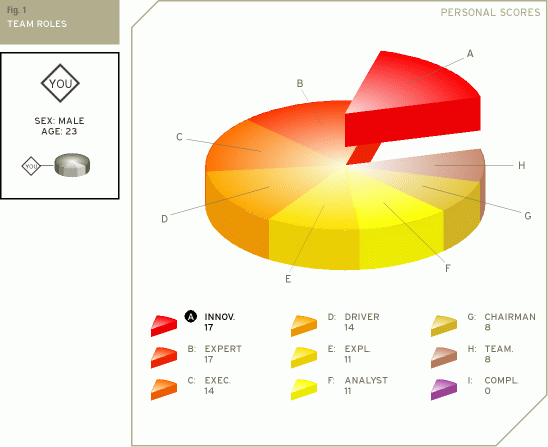 Fig. 1
TEAM ROLES
PERSONAL SCORES
YOU
SEX: MALE
AGE: 23
YOU
A
B
C
D
E
F
G
H
A INNOV.
17
B: EXPERT
17
C: EXEC.
14
D: DRIVER
14
E: EXPL.
11
F: ANALYST
11
G: CHAIRMAN
8
H: TEAM.
8
I: COMPL.
0